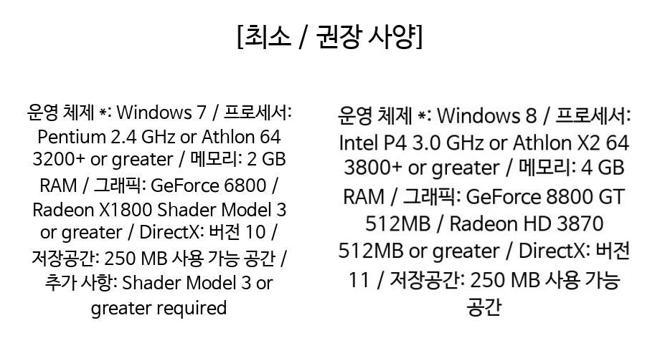 [최소 / 권장 사양]
운영 체제 *: Windows 7 / 프로세서:
Pentium 2.4 GHz or Athlon 64
3200+ or greater / 메모리: 2 GB
RAM / 그래픽: GeForce 6800 /
Radeon X1800 Shader Model 3
or greater / DirectX: 버전 10 /
저장공간: 250 MB 사용 가능 공간 /
추가 사항: Shader Model 3 or
greater required
운영 체제 *: Windows 8 / 프로세서:
Intel P4 3.0 GHz or Athlon X2 64
3800+ or greater / 메모리: 4 GB
RAM / 그래픽: GeForce 8800 GT
512MB / Radeon HD 3870
512MB or greater / DirectX: 버전
11 / 저장공간: 250 MB 사용 가능
공간